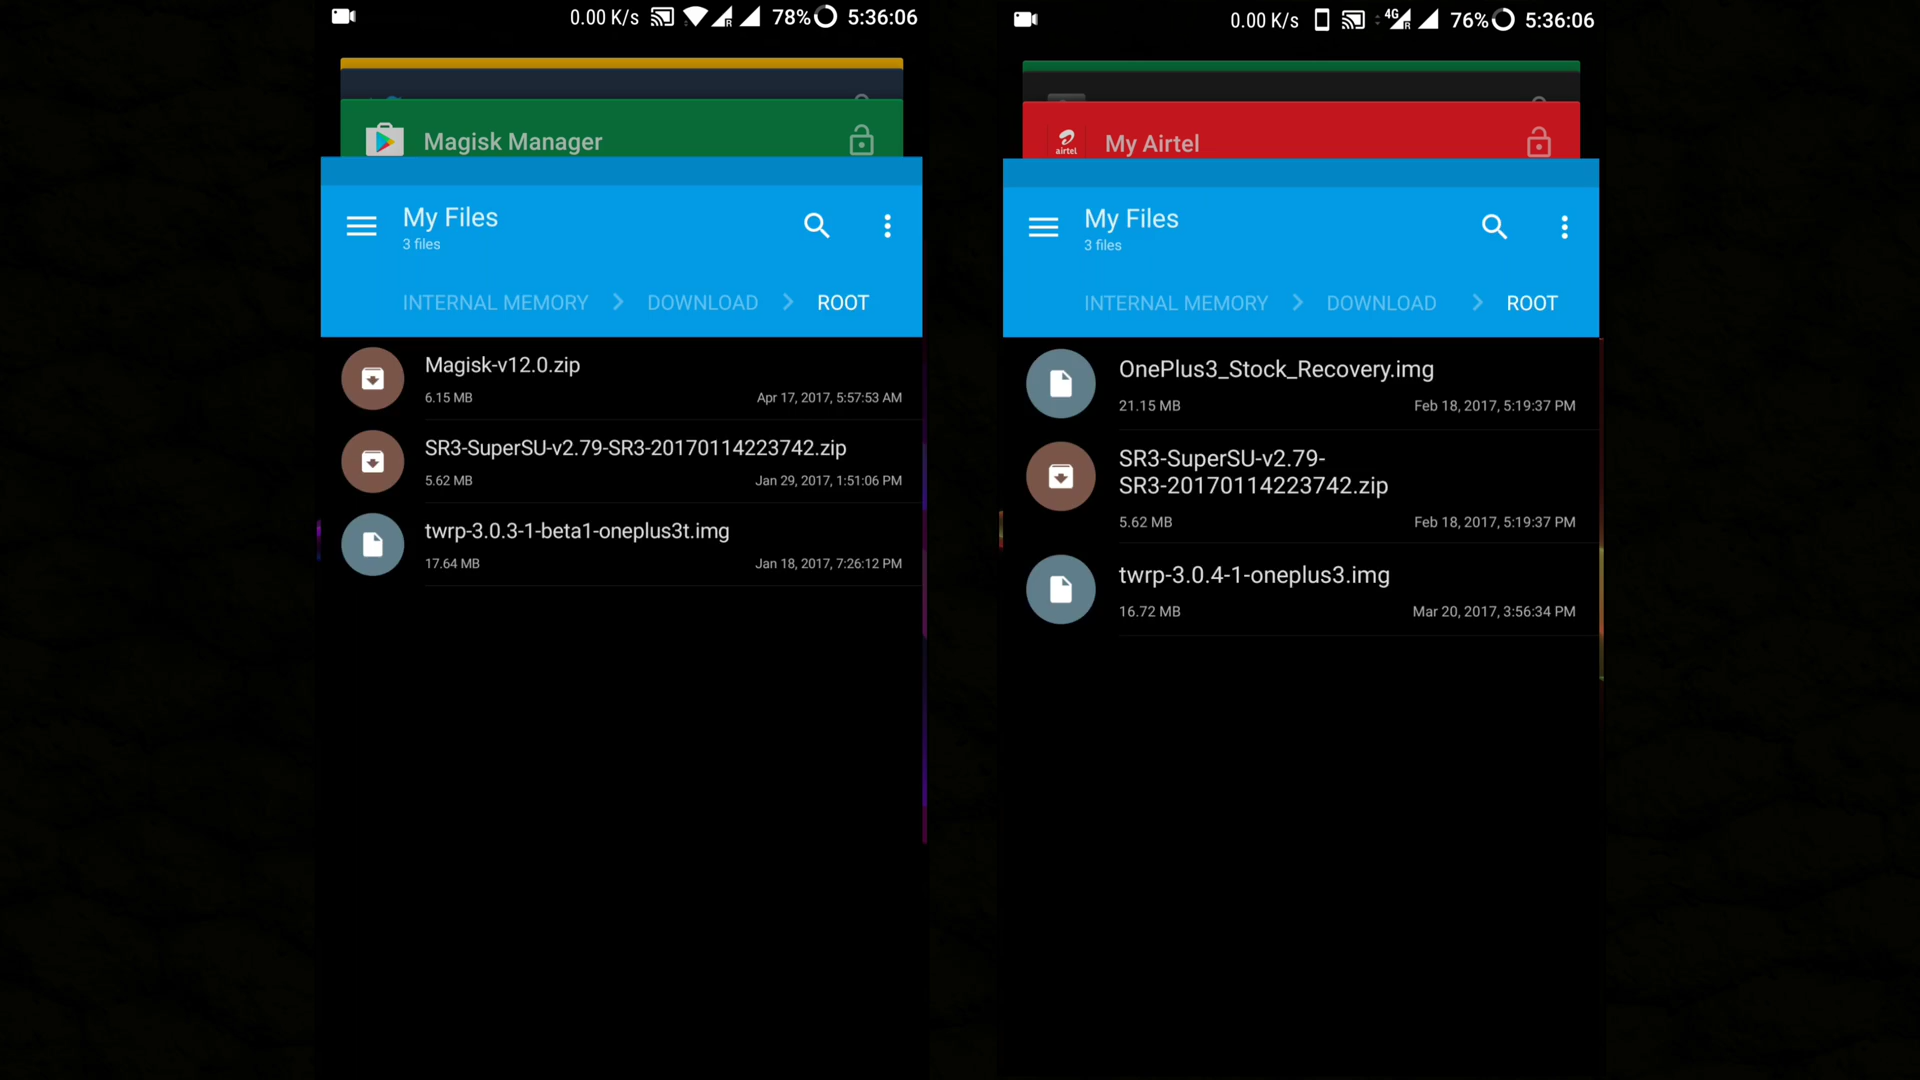 0.00 K/s 78% 5:36:06
Magisk Manager
My Files
3 files
INTERNAL MEMORY > DOWNLOAD > ROOT
Magisk-v12.0.zip
6.15 MB Apr 17, 2017, 5:57:53 AM
SR3-SuperSU-v2.79-SR3-20170114223742.zip
5.62 MB Jan 29, 2017, 1:51:06 PM
twrp-3.0.3-1-beta1-oneplus3t.img
17.64 MB Jan 18, 2017, 7:26:12 PM
0.00 K/s 4G R 76% 5:36:06
airtel
My Airtel
My Files
3 files
INTERNAL MEMORY > DOWNLOAD > ROOT
OnePlus3_Stock_Recovery.img
21.15 MB Feb 18, 2017, 5:19:37 PM
SR3-SuperSU-v2.79-
SR3-20170114223742.zip
5.62 MB Feb 18, 2017, 5:19:37 PM
twrp-3.0.4-1-oneplus3.img
16.72 MB Mar 20, 2017, 3:56:34 PM